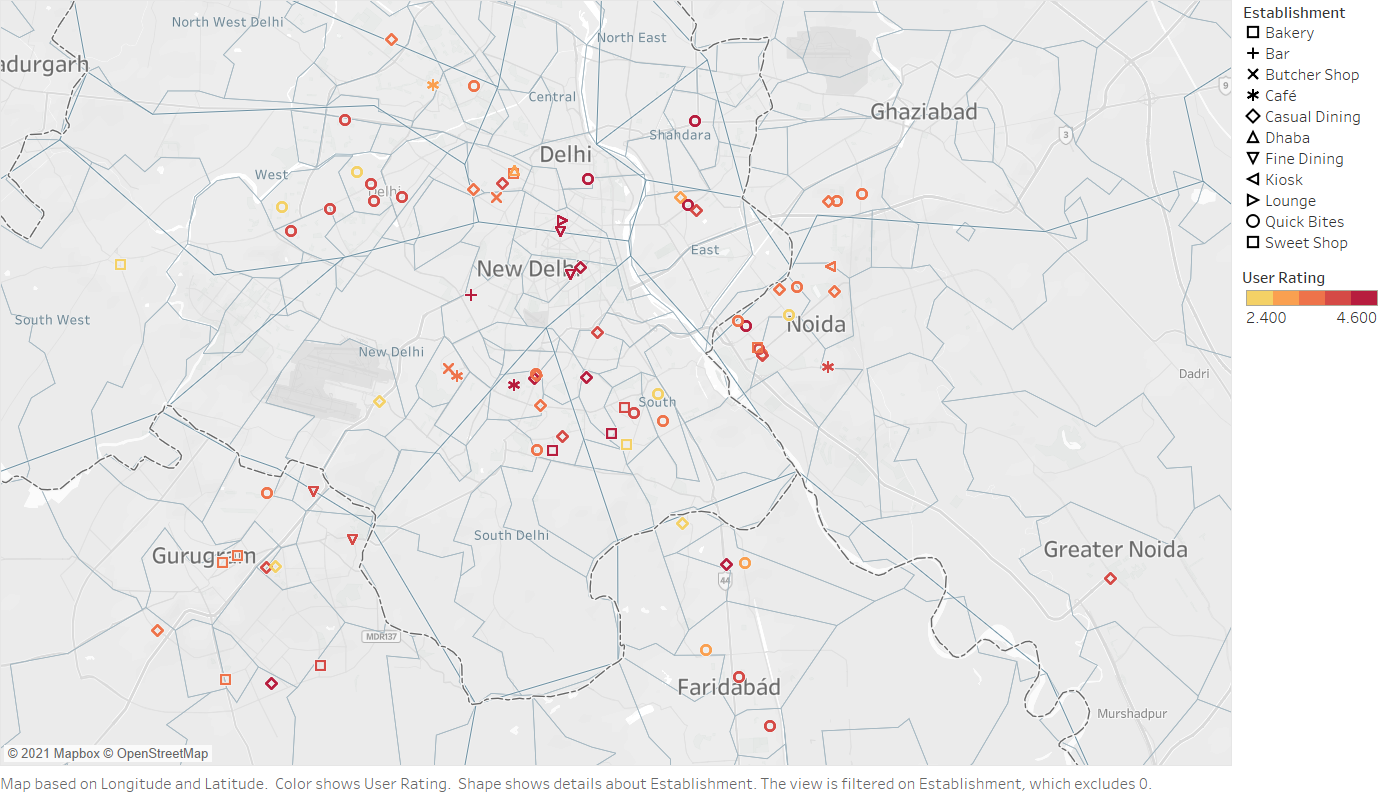 North West Delhi
North East
adurgarh
Central
9
Ghaziabad
3
Shahdara
Delhi
West
Delhi
East
New Delhi
South West
Noida
New Delhi
Dadri
South
South Delhi
Gurugram
Greater Noida
44
MDR137
Faridabád
Murshadpur
© 2021 Mapbox © OpenStreetMap
Establishment
Bakery
Bar
Butcher Shop
Café
Casual Dining
Dhaba
Fine Dining
Kiosk
Lounge
Quick Bites
Sweet Shop
User Rating
2.400 4.600
Map based on Longitude and Latitude.  Color shows User Rating.  Shape shows details about Establishment. The view is filtered on Establishment, which excludes 0.